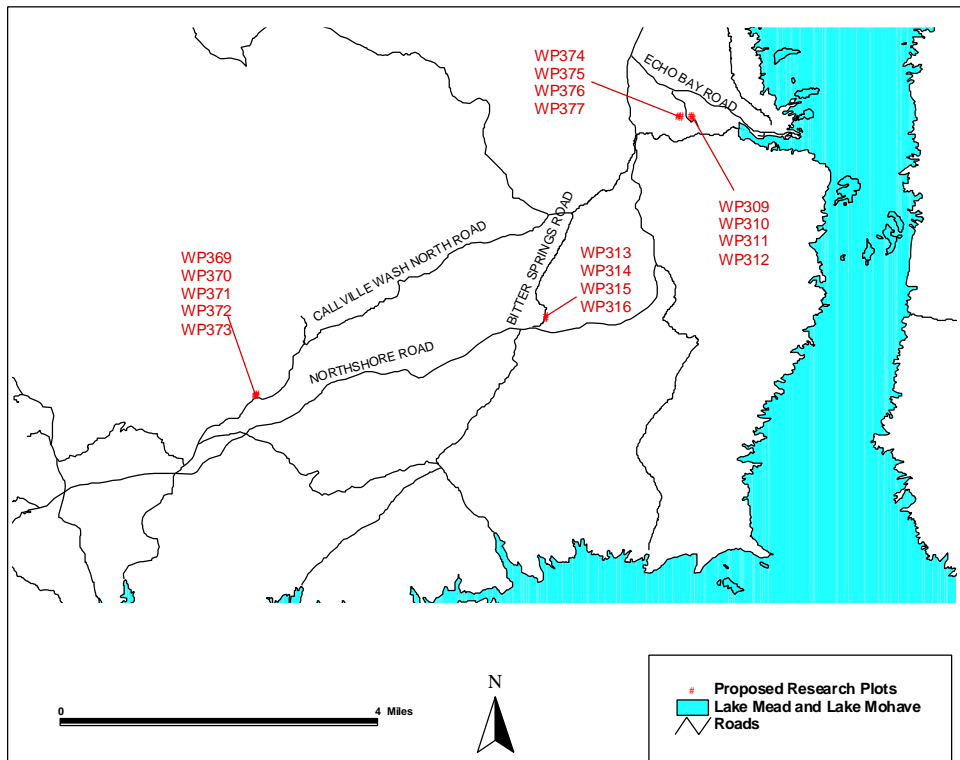 WP374
WP375
WP376
WP377
ECHO BAY ROAD
WP309
WP310
WP311
WP312
WP313
WP314
WP315
WP316
BITTER SPRINGS ROAD
CALLVILLE WASH NORTH ROAD
WP369
WP370
WP371
WP372
WP373
NORTHSHORE ROAD
0 4 Miles
N
# Proposed Research Plots
Lake Mead and Lake Mohave
Roads